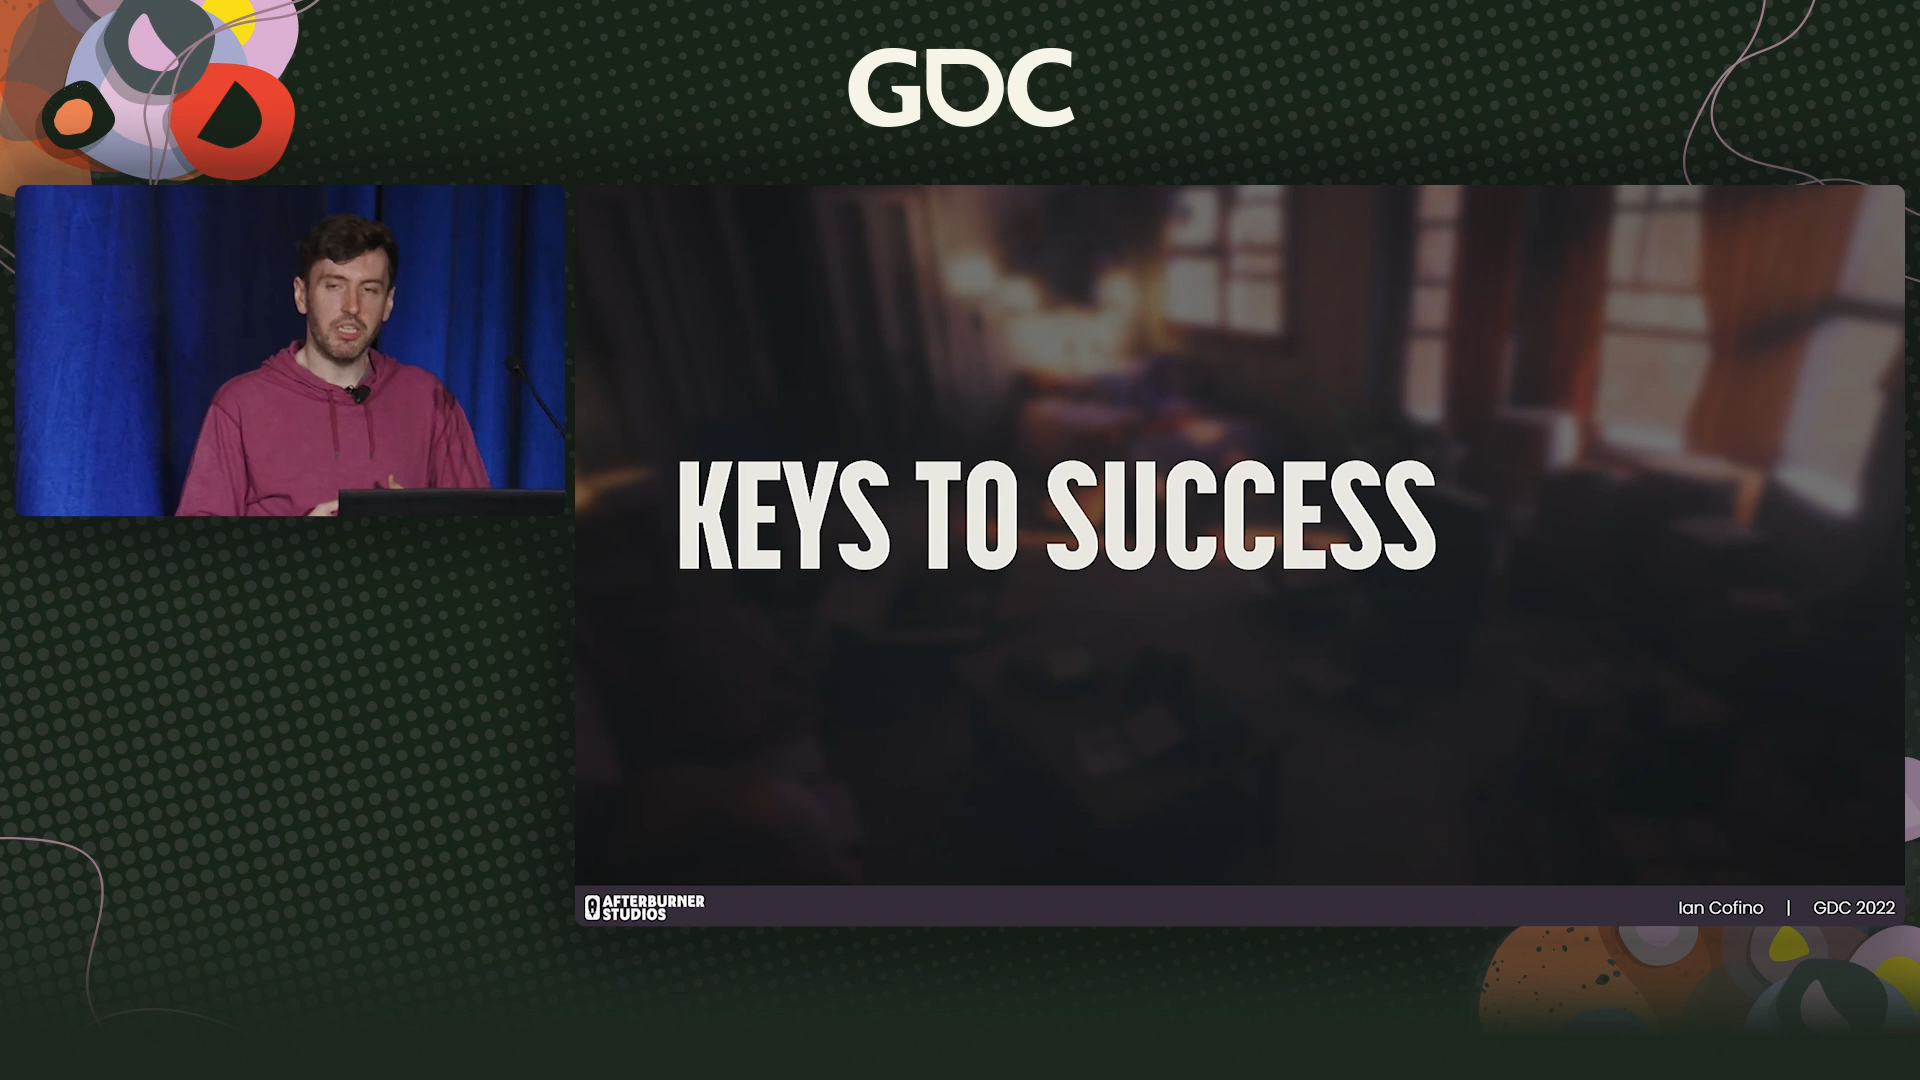 GDC
KEYS TO SUCCESS
AFTERBURNER
STUDIOS
Ian Cofino | GDC 2022